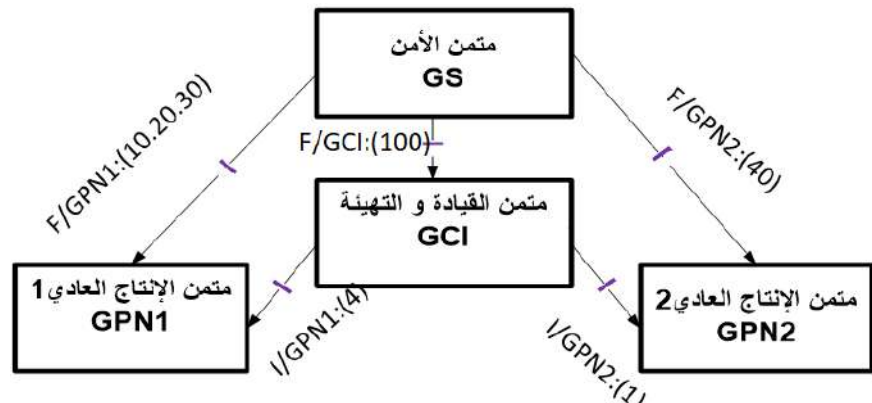 متمن الأمن
GS
F/GPN1:(10.20.30)
F/GCI:(100)
F/GPN2:(40)
متمن القيادة و التهيئة
GCI
متمن الإنتاج العادي1
GPN1
I/GPN1:(4)
I/GPN2:(1)
متمن الإنتاج العادي2
GPN2